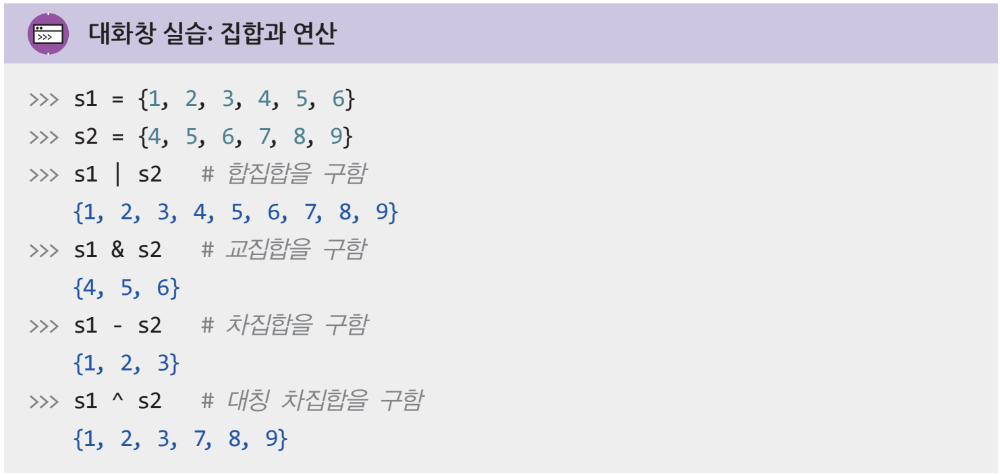 >>>
대화창 실습: 집합과 연산
>>> s1 = {1, 2, 3, 4, 5, 6}
>>> s2 = {4, 5, 6, 7, 8, 9}
>>> s1 | s2   # 합집합을 구함
{1, 2, 3, 4, 5, 6, 7, 8, 9}
>>> s1 & s2   # 교집합을 구함
{4, 5, 6}
>>> s1 - s2   # 차집합을 구함
{1, 2, 3}
>>> s1 ^ s2   # 대칭 차집합을 구함
{1, 2, 3, 7, 8, 9}